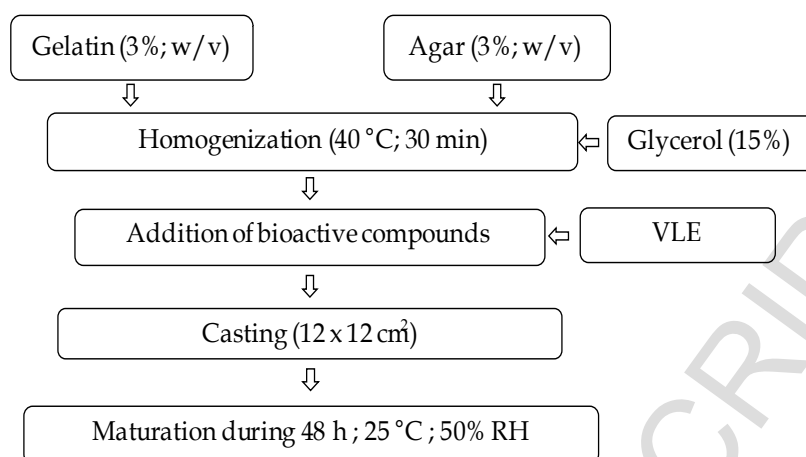 Gelatin (3%; w/v)
Agar (3%; w/v)
Homogenization (40 °C; 30 min)
Glycerol (15%)
Addition of bioactive compounds
VLE
Casting (12 x 12 cm²)
Maturation during 48 h ; 25 °C ; 50% RH
CRIP